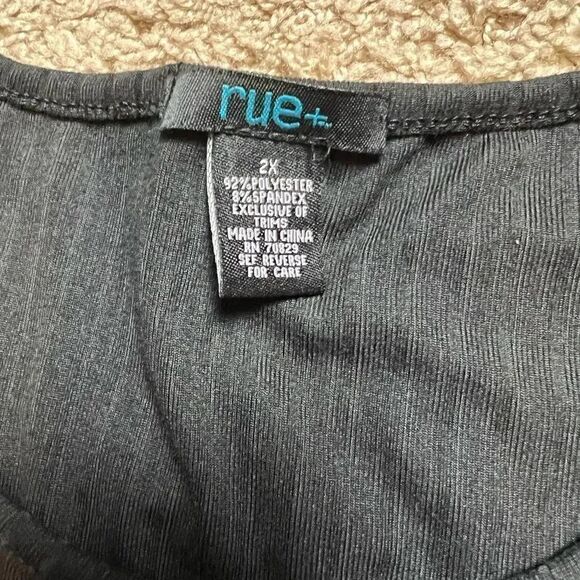 rue+
2X
92%POLYESTER
8%SPANDEX
EXCLUSIVE OF
TRIMS
MADE IN CHINA
RN 70829
SEE REVERSE
FOR CARE